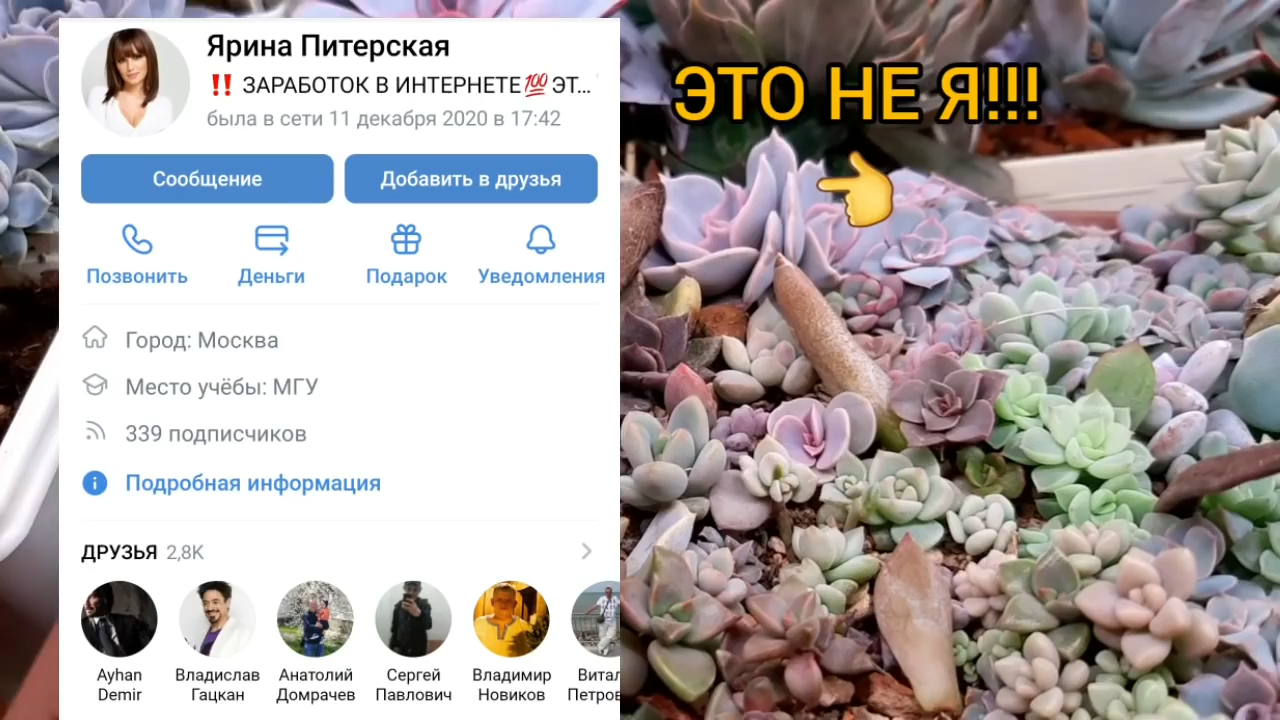 Ярина Питерская
‼️ ЗАРАБОТОК В ИНТЕРНЕТЕ💯ЭТ...
была в сети 11 декабря 2020 в 17:42
Сообщение
Добавить в друзья
Позвонить
Деньги
Подарок
Уведомления
Город: Москва
Место учёбы: МГУ
339 подписчиков
Подробная информация
ДРУЗЬЯ 2,8K
Ayhan
Demir
Владислав
Гацкан
Анатолий
Домрачев
Сергей
Павлович
Владимир
Новиков
Витал
Петров
ЭТО НЕ Я!!!